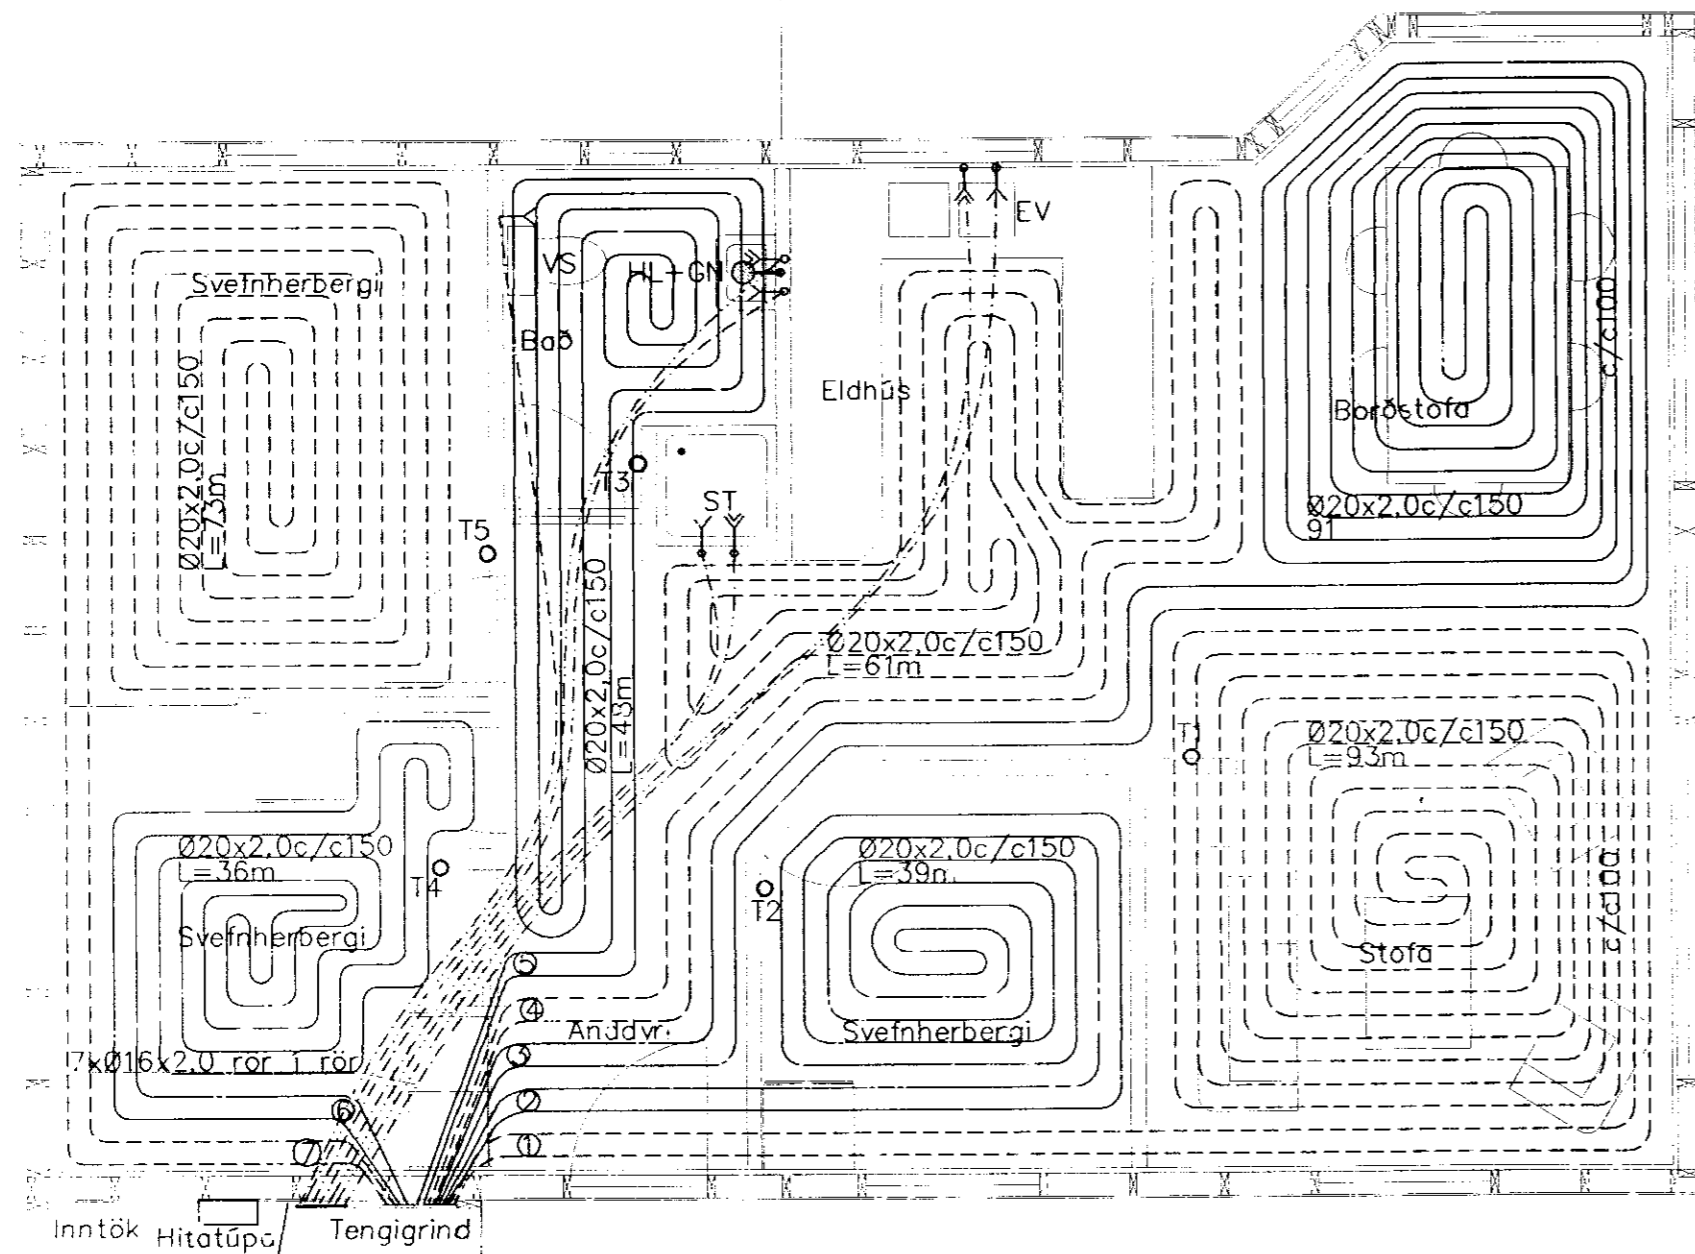 EV
VS
HL+GN
Svefnherbergi
Bað
Eldhús
c/c100
Borðstofa
Ø20x2,0c/c150
L=73m
T3
ST
Ø20x2,0c/c150
91
T5
Ø20x2,0c/c150
L=43m
Ø20x2,0c/c150
L=61m
T1
Ø20x2,0c/c150
L=93m
Ø20x2,0c/c150
L=36m
T4
Ø20x2,0c/c150
L=39m
T2
c/c100
Svefnherbergi
Stofa
5
4
Anddyr
Svefnherbergi
3
7xØ16x2,0 rör í rör
2
6
1
7
Inntök
Hitatúpa
Tengigrind